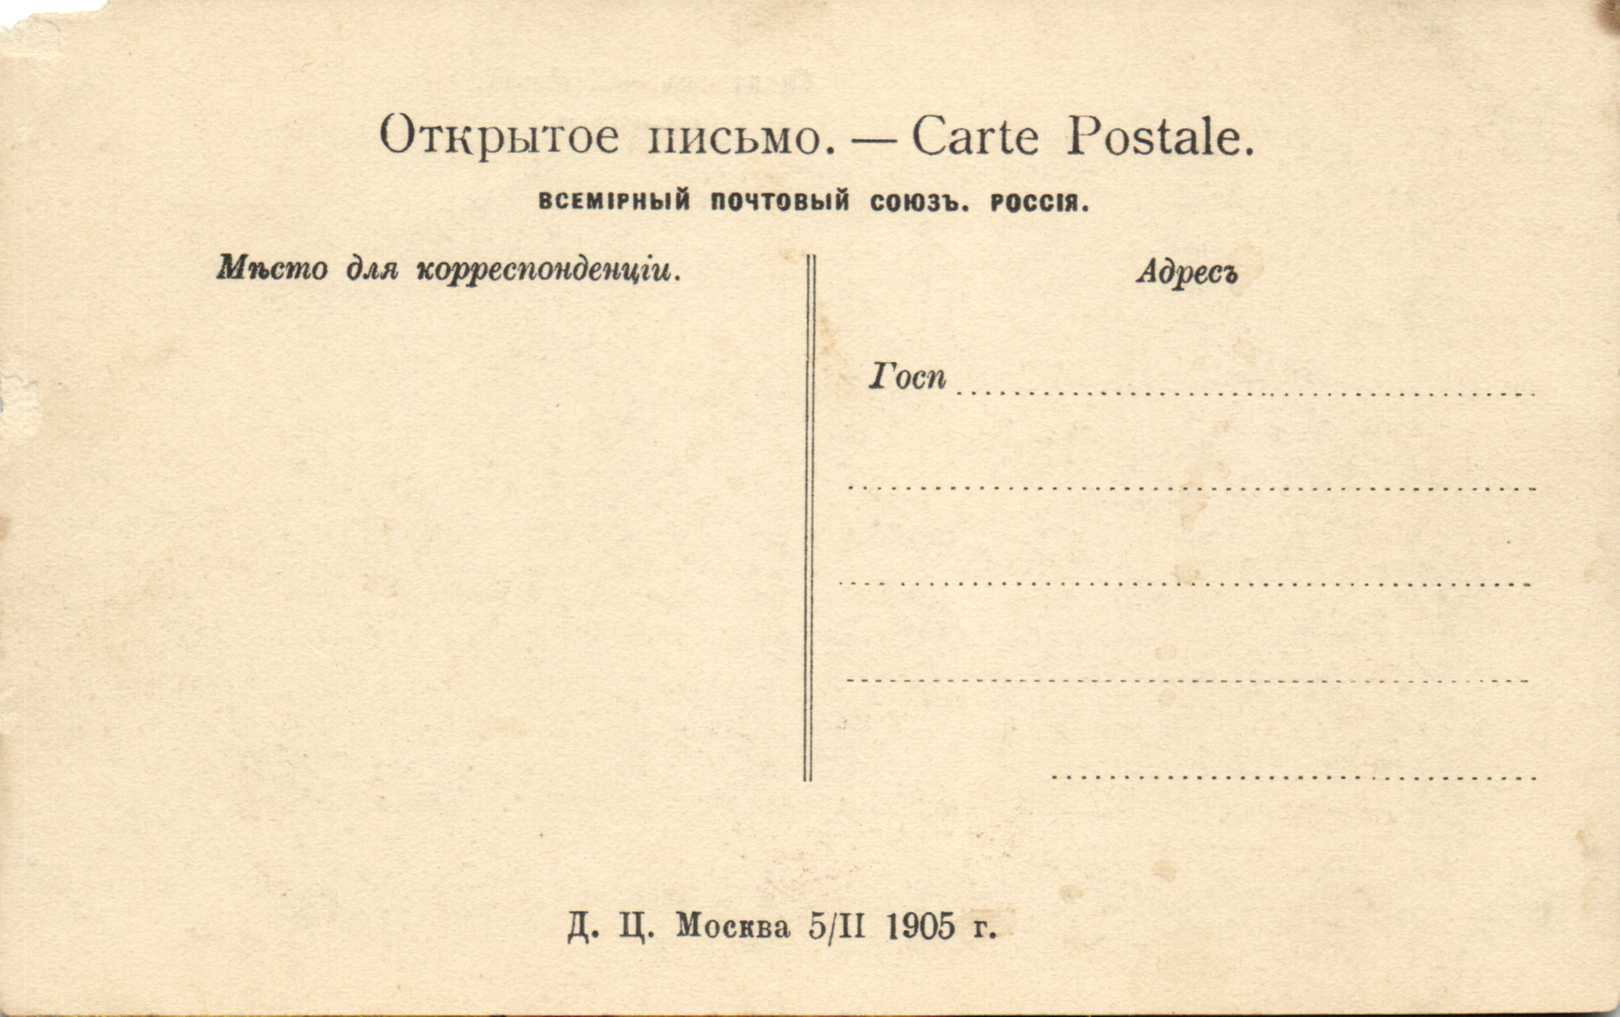 Открытое письмо. — Carte Postale.
ВСЕМІРНЫЙ ПОЧТОВЫЙ СОЮЗЪ. РОССІЯ.
Мѣсто для корреспонденціи.
Адресъ
Госп
Д. Ц. Москва 5/II 1905 г.